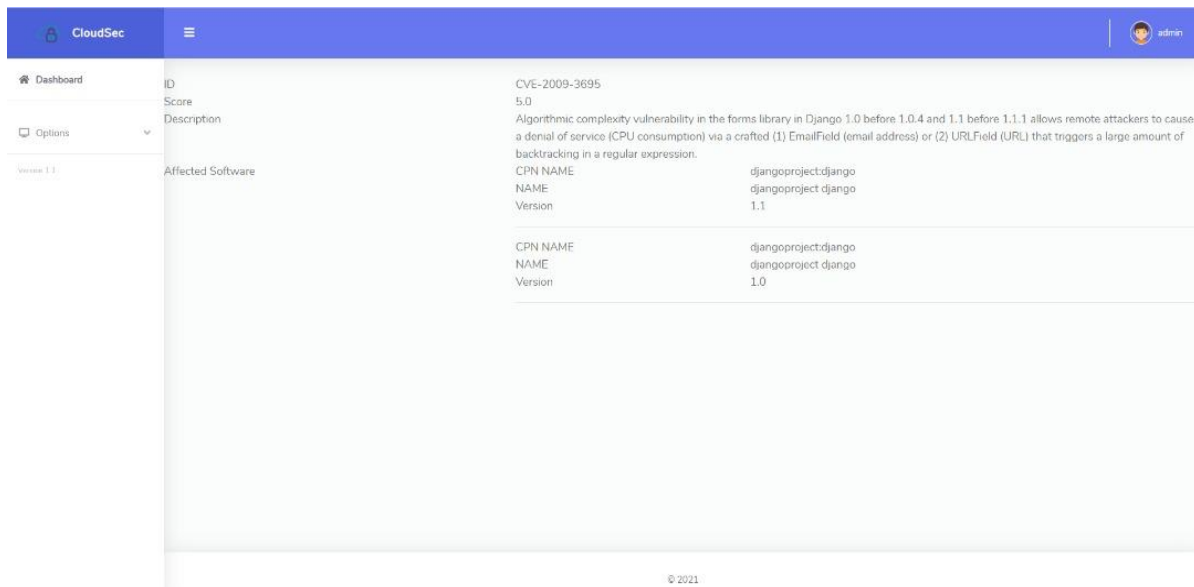 CloudSec
admin
Dashboard
Options
Version 1.1
ID
CVE-2009-3695
Score
5.0
Description
Algorithmic complexity vulnerability in the forms library in Django 1.0 before 1.0.4 and 1.1 before 1.1.1 allows remote attackers to cause
a denial of service (CPU consumption) via a crafted (1) EmailField (email address) or (2) URLField (URL) that triggers a large amount of
backtracking in a regular expression.
Affected Software
CPN NAME
djangoproject:django
NAME
djangoproject django
Version
1.1
CPN NAME
djangoproject:django
NAME
djangoproject django
Version
1.0
© 2021